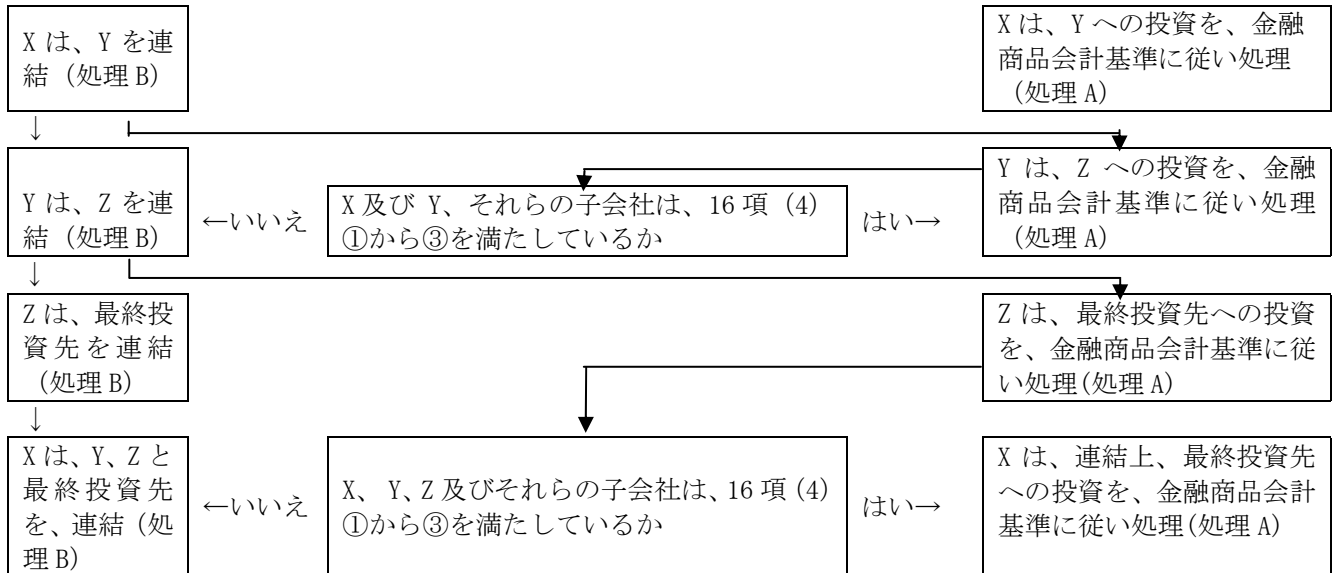 X は、Y を連
結 (処理 B)
X は、Y への投資を、金融
商品会計基準に従い処理
(処理 A)
↓
Y は、Z を連
結 (処理 B)
←いいえ
X 及び Y、それらの子会社は、16 項 (4)
①から③を満たしているか
はい→
Y は、Z への投資を、金融
商品会計基準に従い処理
(処理 A)
↓
Z は、最終投
資先を連結
(処理 B)
Z は、最終投資先への投資
を、金融商品会計基準に従
い処理(処理 A)
↓
X は、Y、Z と
最終投資先
を、連結 (処
理 B)
←いいえ
X、 Y、Z 及びそれらの子会社は、16 項 (4)
①から③を満たしているか
はい→
X は、連結上、最終投資先
への投資を、金融商品会計
基準に従い処理(処理 A)